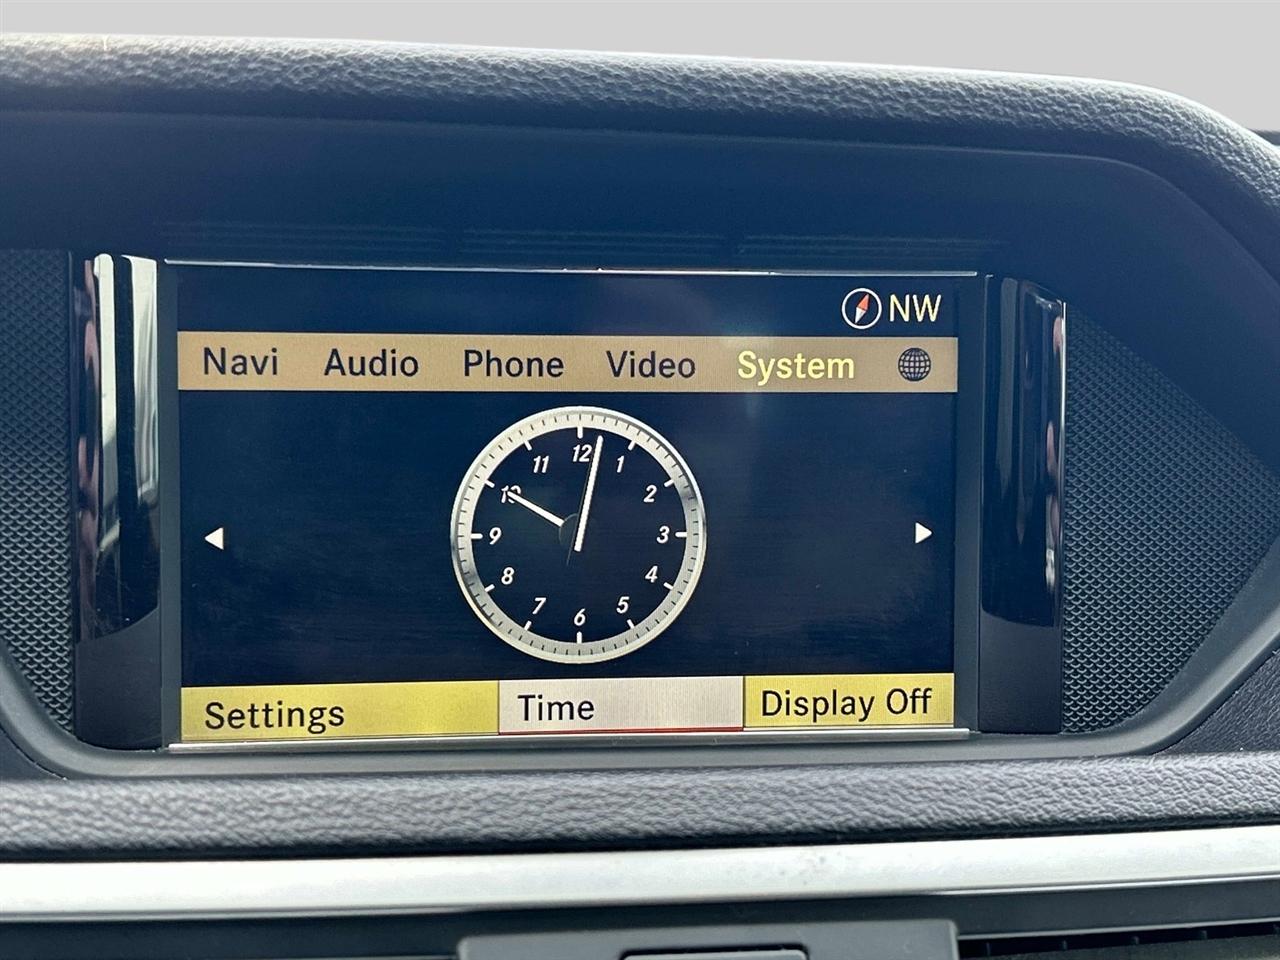 NW
Navi Audio Phone Video System
12
11 1
10 2
9 3
8 4
7 5
6
Settings Time Display Off